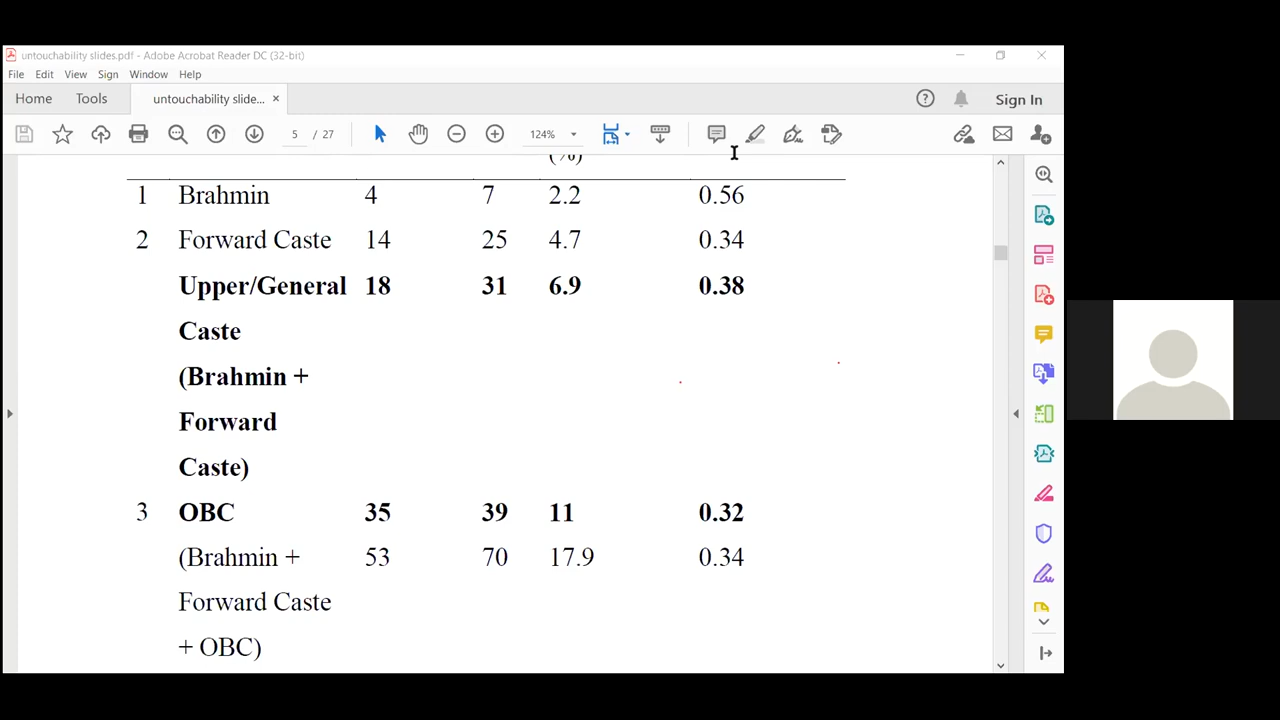 untouchability slides.pdf - Adobe Acrobat Reader DC (32-bit)
File Edit View Sign Window Help
Home Tools untouchability slide... × Sign In
5 / 27 124%
(%)
1 Brahmin 4 7 2.2 0.56
2 Forward Caste 14 25 4.7 0.34
Upper/General 18 31 6.9 0.38
Caste
(Brahmin +
Forward
Caste)
3 OBC 35 39 11 0.32
(Brahmin + 53 70 17.9 0.34
Forward Caste
+ OBC)